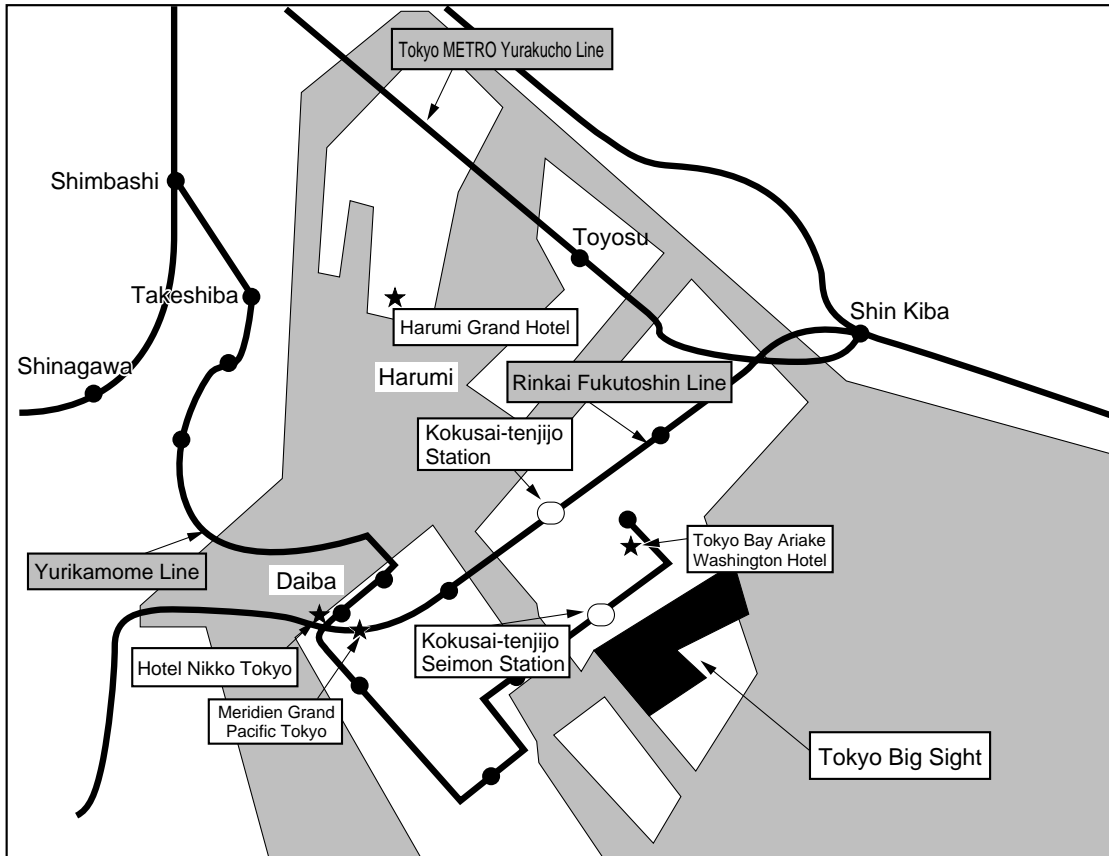 Tokyo METRO Yurakucho Line
Shimbashi
Toyosu
Takeshiba
Shin Kiba
Harumi Grand Hotel
Shinagawa
Harumi
Rinkai Fukutoshin Line
Kokusai-tenjijo
Station
Tokyo Bay Ariake
Washington Hotel
Yurikamome Line
Daiba
Kokusai-tenjijo
Seimon Station
Hotel Nikko Tokyo
Meridien Grand
Pacific Tokyo
Tokyo Big Sight